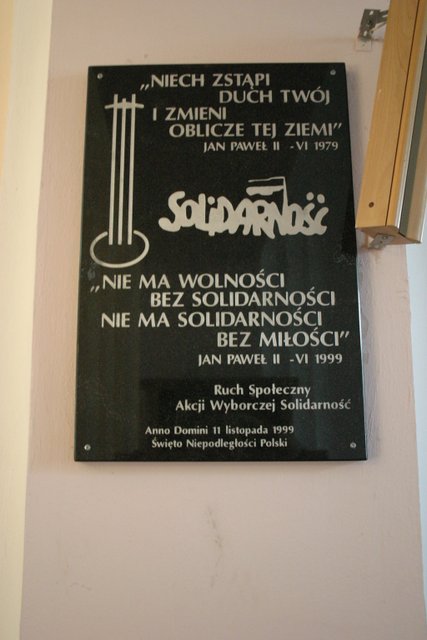 „NIECH ZSTĄPI
DUCH TWÓJ
I ZMIENI
OBLICZE TEJ ZIEMI”
JAN PAWEŁ II -VI 1979
SOLIDARNOŚĆ
„NIE MA WOLNOŚCI
BEZ SOLIDARNOŚCI
NIE MA SOLIDARNOŚCI
BEZ MIŁOŚCI”
JAN PAWEŁ II -VI 1999
Ruch Społeczny
Akcji Wyborczej Solidarność
Anno Domini 11 listopada 1999
Święto Niepodległości Polski